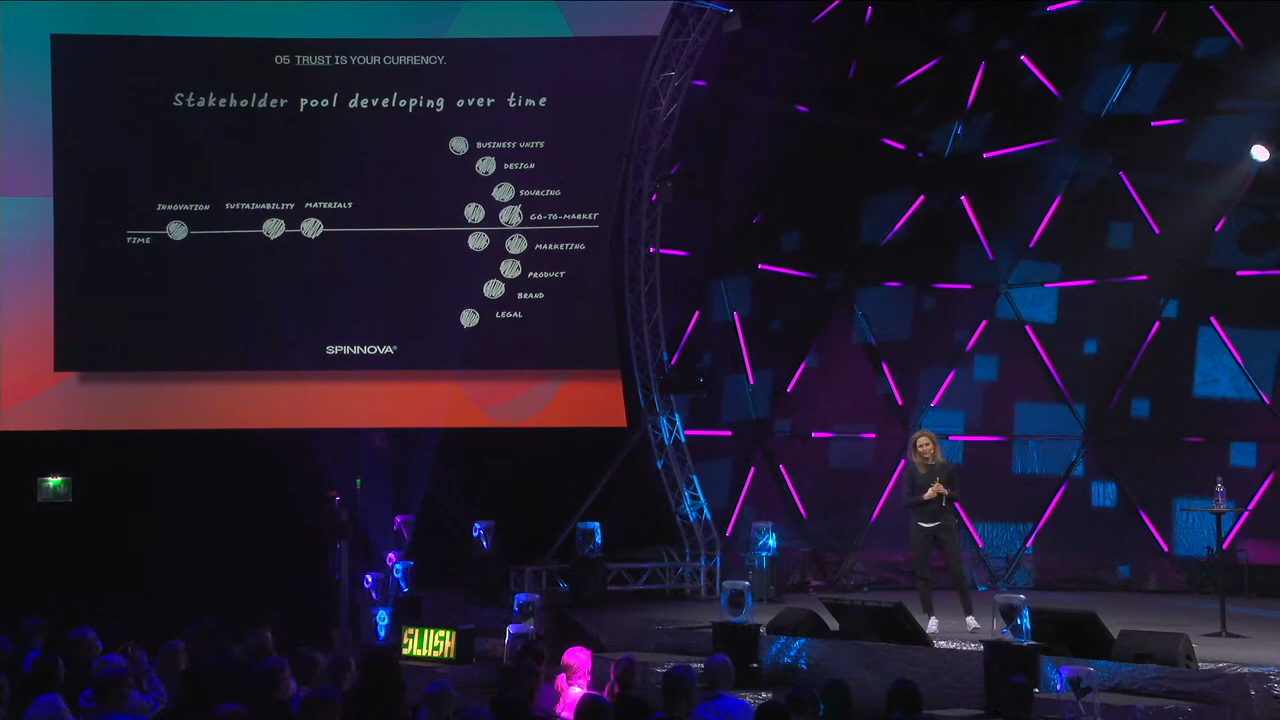 05 TRUST IS YOUR CURRENCY.
Stakeholder pool developing over time
BUSINESS UNITS
DESIGN
SOURCING
INNOVATION SUSTAINABILITY MATERIALS
GO-TO-MARKET
TIME
MARKETING
PRODUCT
BRAND
LEGAL
SPINNOVA®
SLUSH